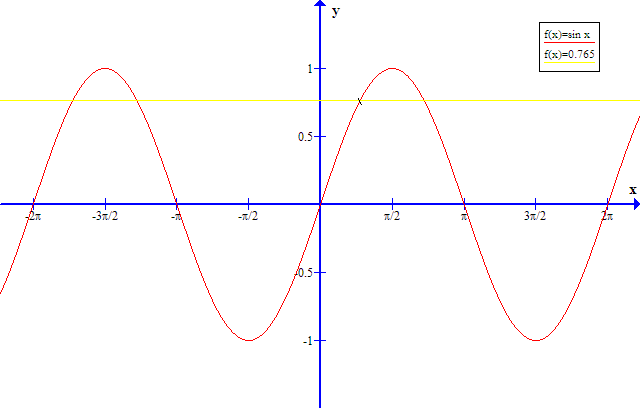 y
f(x)=sin x
f(x)=0.765
1
0.5
x
-2π
-3π/2
-π
-π/2
π/2
π
3π/2
2π
-0.5
-1